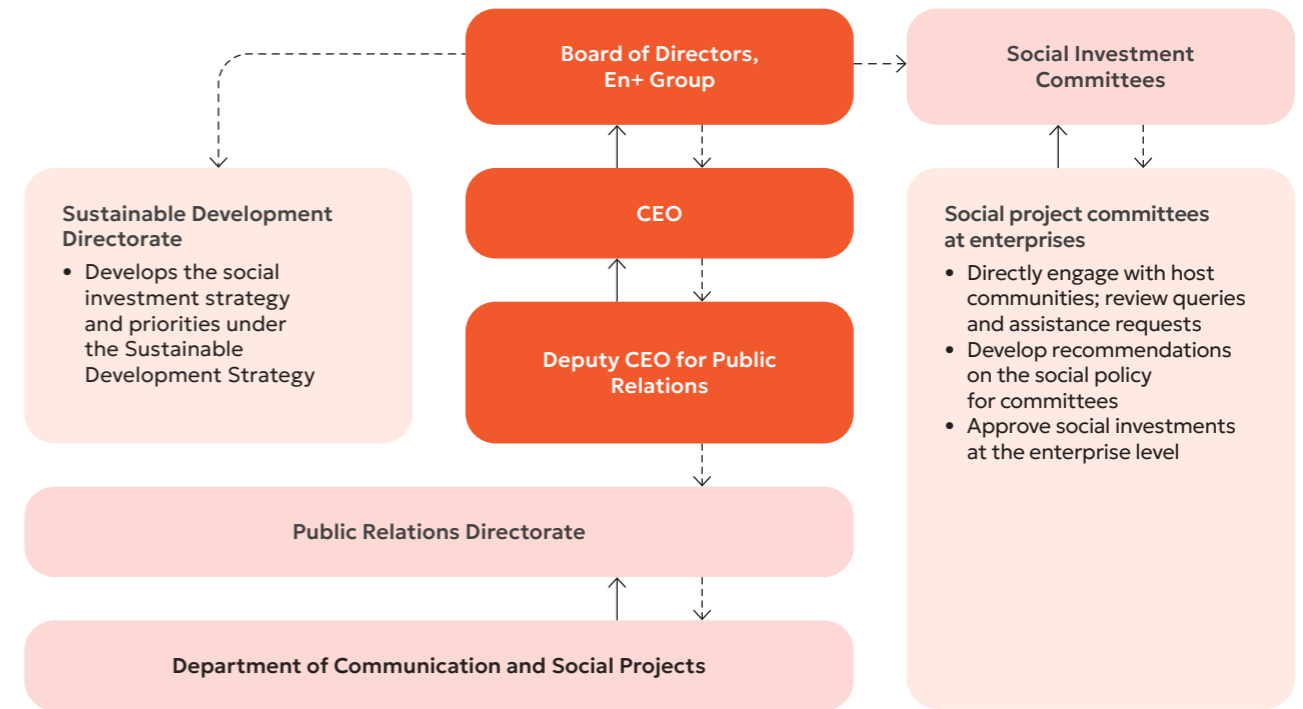 Board of Directors,
En+ Group
Social Investment
Committees
Sustainable Development
Directorate
• Develops the social
investment strategy
and priorities under
the Sustainable
Development Strategy
CEO
Deputy CEO for Public
Relations
Social project committees
at enterprises
• Directly engage with host
communities; review queries
and assistance requests
• Develop recommendations
on the social policy
for committees
• Approve social investments
at the enterprise level
Public Relations Directorate
Department of Communication and Social Projects